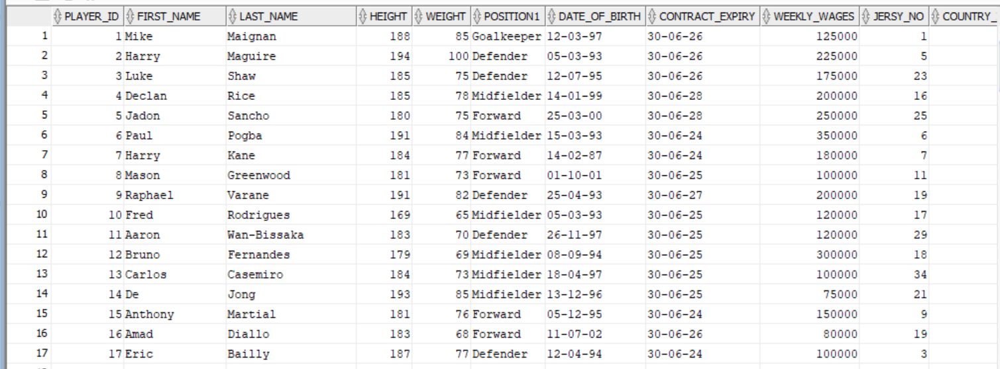 PLAYER_ID FIRST_NAME LAST_NAME HEIGHT WEIGHT POSITION1 DATE_OF_BIRTH CONTRACT_EXPIRY WEEKLY_WAGES JERSY_NO COUNTRY_
1 1 Mike Maignan 188 85 Goalkeeper 12-03-97 30-06-26 125000 1
2 2 Harry Maguire 194 100 Defender 05-03-93 30-06-26 225000 5
3 3 Luke Shaw 185 75 Defender 12-07-95 30-06-26 175000 23
4 4 Declan Rice 185 78 Midfielder 14-01-99 30-06-28 200000 16
5 5 Jadon Sancho 180 75 Forward 25-03-00 30-06-28 250000 25
6 6 Paul Pogba 191 84 Midfielder 15-03-93 30-06-24 350000 6
7 7 Harry Kane 184 77 Forward 14-02-87 30-06-24 180000 7
8 8 Mason Greenwood 181 73 Forward 01-10-01 30-06-25 100000 11
9 9 Raphael Varane 191 82 Defender 25-04-93 30-06-27 200000 19
10 10 Fred Rodrigues 169 65 Midfielder 05-03-93 30-06-25 120000 17
11 11 Aaron Wan-Bissaka 183 70 Defender 26-11-97 30-06-25 120000 29
12 12 Bruno Fernandes 179 69 Midfielder 08-09-94 30-06-25 300000 18
13 13 Carlos Casemiro 184 73 Midfielder 18-04-97 30-06-25 100000 34
14 14 De Jong 193 85 Midfielder 13-12-96 30-06-25 75000 21
15 15 Anthony Martial 181 76 Forward 05-12-95 30-06-24 150000 9
16 16 Amad Diallo 183 68 Forward 11-07-02 30-06-26 80000 19
17 17 Eric Bailly 187 77 Defender 12-04-94 30-06-24 100000 3